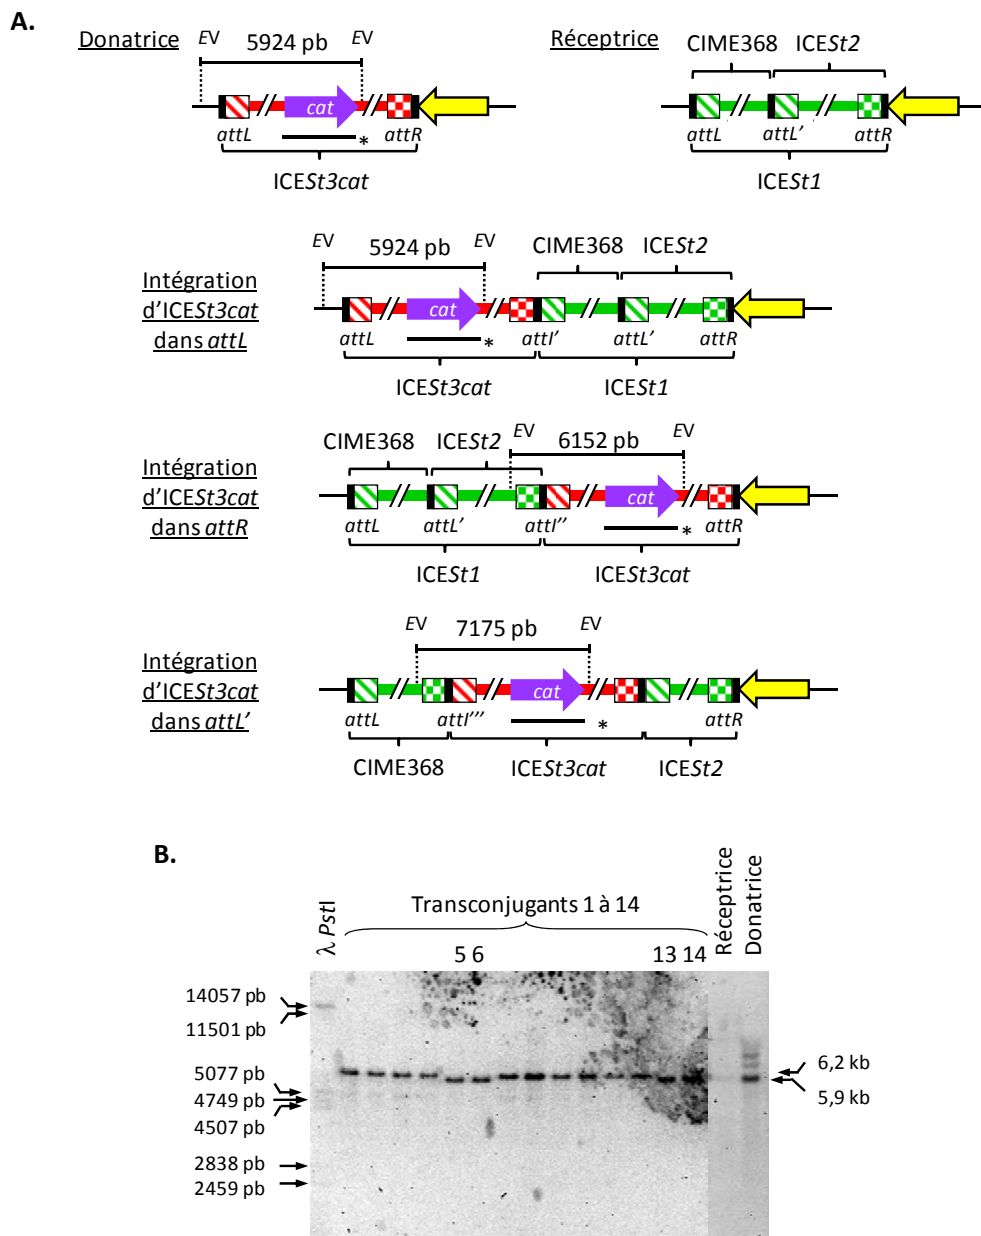 A.
Donatrice
EV 5924 pb EV
cat
attL * attR
ICESt3cat
Réceptrice
CIME368 ICESt2
attL attL’ attR
ICESt1
Intégration
d’ICESt3cat
dans attL
EV 5924 pb EV
CIME368 ICESt2
cat
attL * attI’ attL’ attR
ICESt3cat ICESt1
Intégration
d’ICESt3cat
dans attR
CIME368 ICESt2 EV 6152 pb EV
cat
attL attL’ attI’’ * attR
ICESt1 ICESt3cat
Intégration
d’ICESt3cat
dans attL’
EV 7175 pb EV
cat
attL attI’’’ * attR
CIME368 ICESt3cat ICESt2
B.
λ PstI
Transconjugants 1 à 14
5 6 13 14
Réceptrice
Donatrice
14057 pb
11501 pb
5077 pb
4749 pb
4507 pb
2838 pb
2459 pb
6,2 kb
5,9 kb